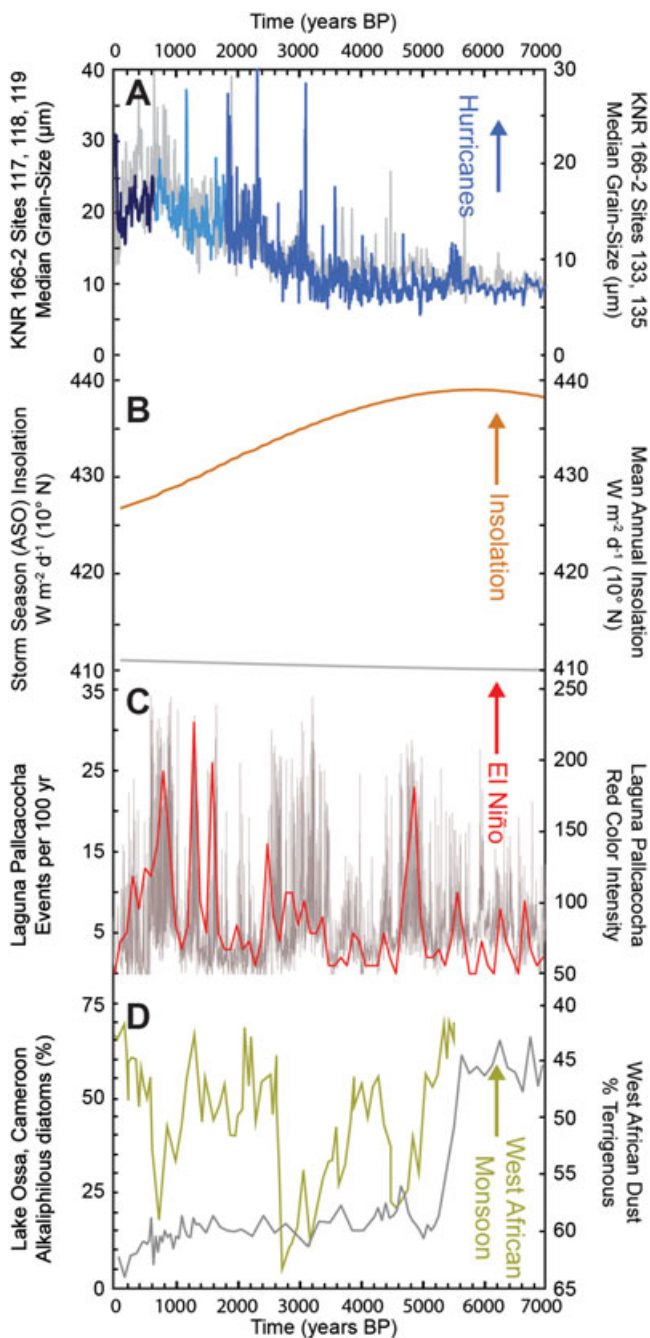 Time (years BP)
0 1000 2000 3000 4000 5000 6000 7000
A
KNR 166-2 Sites 117, 118, 119
Median Grain-Size (μm)
40
30
20
10
0
Hurricanes
30
20
10
0
KNR 166-2 Sites 133, 135
Median Grain-Size (μm)
B
Storm Season (ASO) Insolation
W m⁻² d⁻¹ (10° N)
440
430
420
410
Insolation
440
430
420
410
Mean Annual Insolation
W m⁻² d⁻¹ (10° N)
C
Laguna Pallcacocha
Events per 100 yr
35
25
15
5
El Niño
250
200
150
100
50
Laguna Pallcacocha
Red Color Intensity
D
Lake Ossa, Cameroon
Alkaliphilous diatoms (%)
75
50
25
0
West African
Monsoon
40
45
50
55
60
65
West African Dust
% Terrigenous
0 1000 2000 3000 4000 5000 6000 7000
Time (years BP)